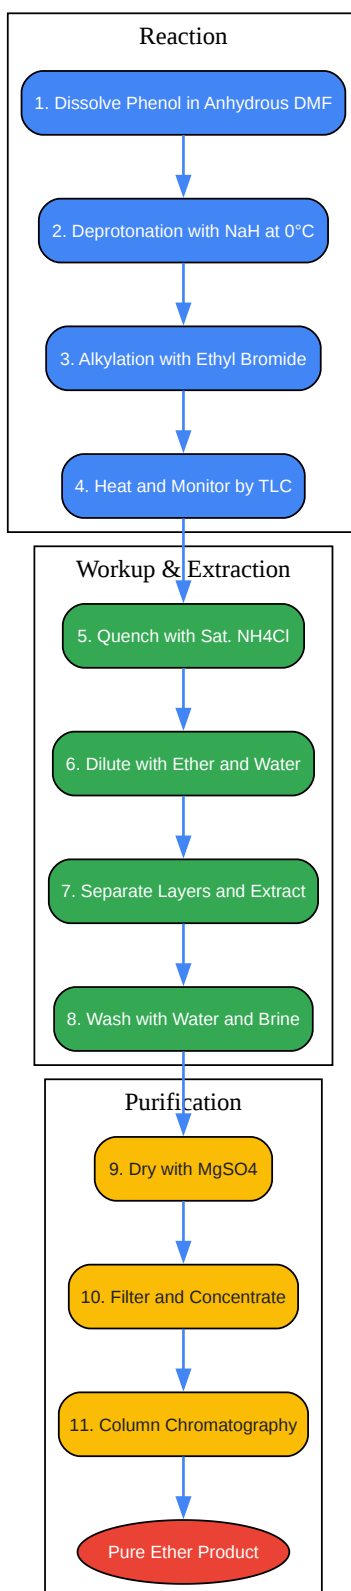 Reaction
1. Dissolve Phenol in Anhydrous DMF
2. Deprotonation with NaH at 0°C
3. Alkylation with Ethyl Bromide
4. Heat and Monitor by TLC
Workup & Extraction
5. Quench with Sat. NH4Cl
6. Dilute with Ether and Water
7. Separate Layers and Extract
8. Wash with Water and Brine
Purification
9. Dry with MgSO4
10. Filter and Concentrate
11. Column Chromatography
Pure Ether Product